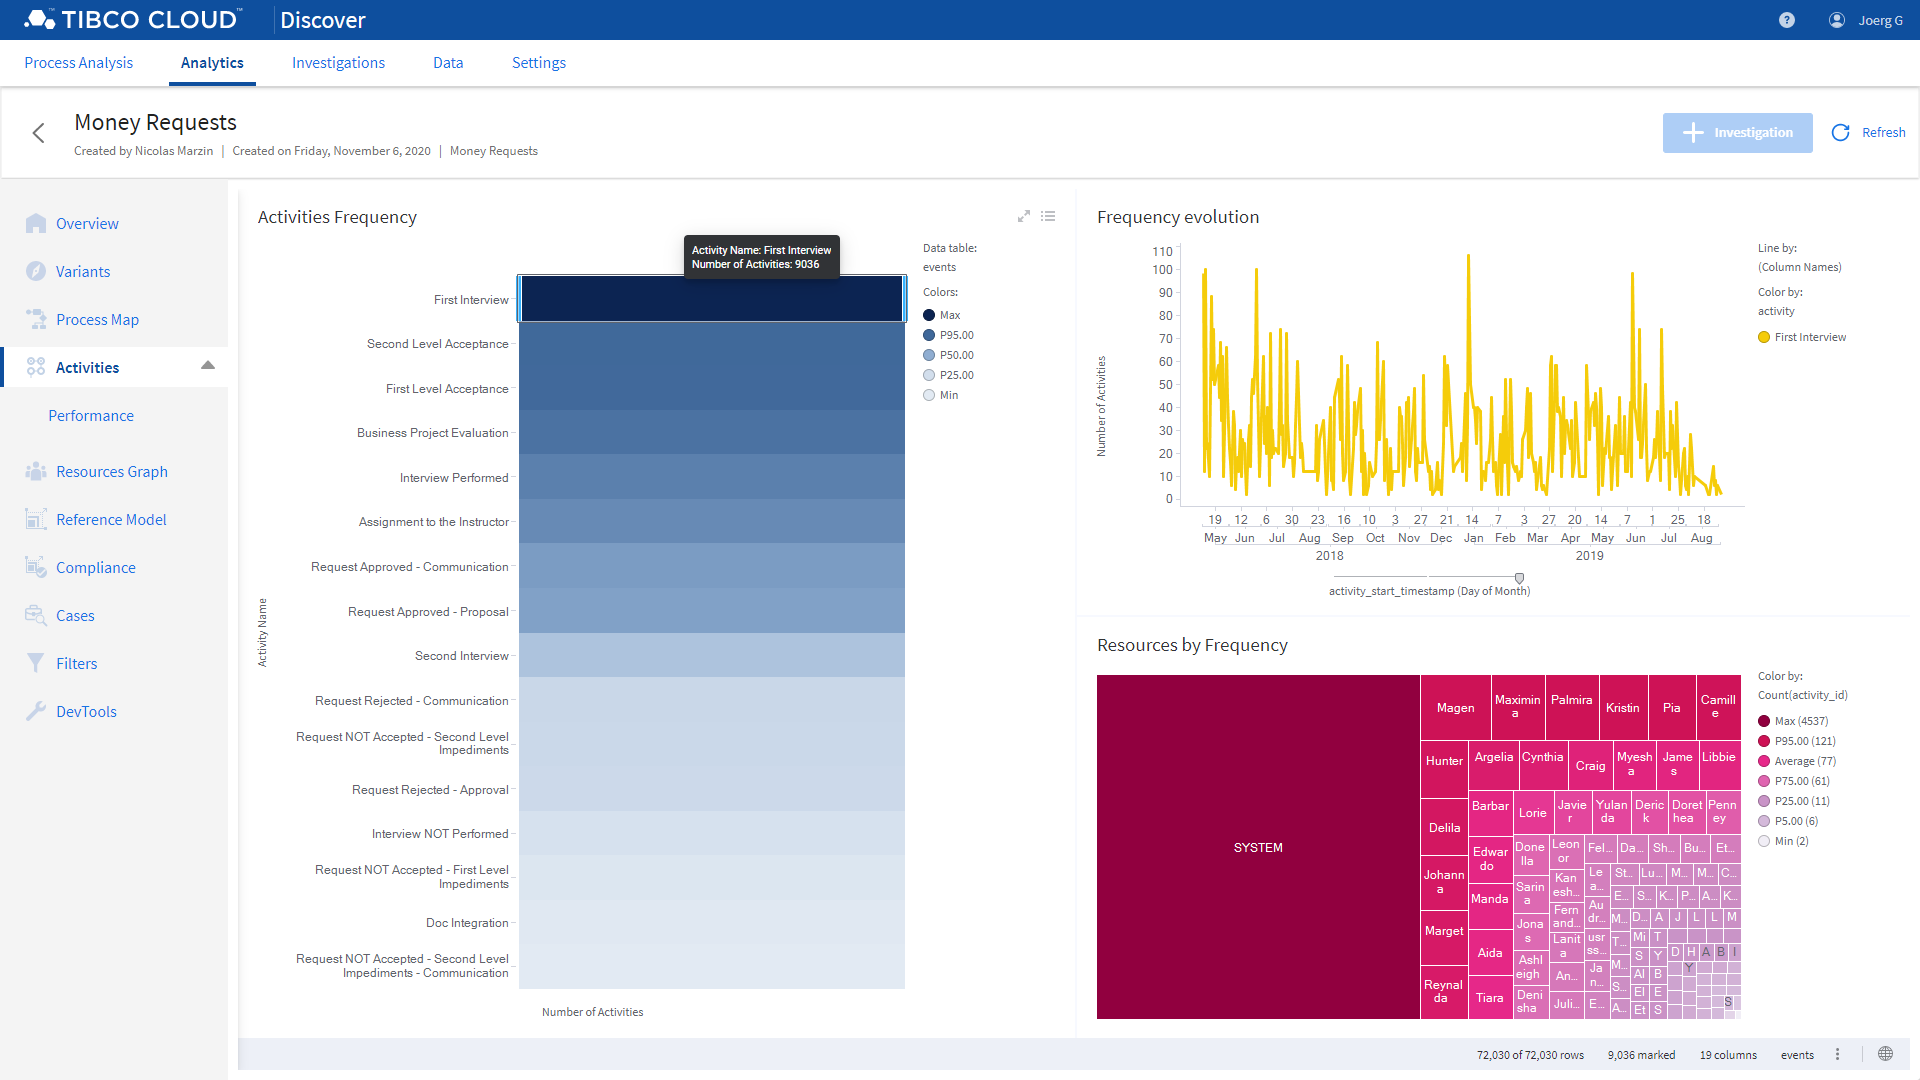 TIBCO CLOUD™
Discover
Joerg G
Process Analysis
Analytics
Investigations
Data
Settings
Money Requests
Created by Nicolas Marzin | Created on Friday, November 6, 2020 | Money Requests
Investigation
Refresh
Overview
Variants
Process Map
Activities
Performance
Resources Graph
Reference Model
Compliance
Cases
Filters
DevTools
Activities Frequency
Activity Name: First Interview
Number of Activities: 9036
First Interview
Second Level Acceptance
First Level Acceptance
Business Project Evaluation
Interview Performed
Assignment to the Instructor
Request Approved - Communication
Request Approved - Proposal
Second Interview
Request Rejected - Communication
Request NOT Accepted - Second Level
Impediments
Request Rejected - Approval
Interview NOT Performed
Request NOT Accepted - First Level
Impediments
Doc Integration
Request NOT Accepted - Second Level
Impediments - Communication
Activity Name
Number of Activities
Data table:
events
Colors:
Max
P95.00
P50.00
P25.00
Min
Frequency evolution
Number of Activities
110
100
90
80
70
60
50
40
30
20
10
0
19 12 6 30 23 16 10 3 27 21 14 7 3 27 20 14 7 1 25 18
May Jun Jul Aug Sep Oct Nov Dec Jan Feb Mar Apr May Jun Jul Aug
2018 2019
activity_start_timestamp (Day of Month)
Line by:
(Column Names)
Color by:
activity
First Interview
Resources by Frequency
SYSTEM
Magen
Maximin
a
Palmira
Kristin
Pia
Camill
e
Hunter
Argelia
Cynthia
Craig
Myesh
a
Jame
s
Libbie
Delila
Barbar
Lorie
Javie
r
Yulan
da
Deric
k
Doret
hea
Penn
ey
Johann
a
Edwar
do
Done
lla
Leon
or
Fel...
Da...
Sh...
Bu...
Et...
Marget
Manda
Sarin
a
Kan
esh...
Le
a...
St...
Lu...
M...
M...
C...
E...
S...
K...
P...
A...
K...
Reynal
da
Aida
Jona
s
Fern
and...
Au
dr...
M...
D...
A
J
L
L
M
Tiara
Ashl
eigh
Lanit
a
usr
ss...
T...
Mi
T
S
Y
D
H
A
B
I
Y
Deni
sha
An...
Ja
n...
M...
Al
B
Juli...
E...
S...
El
E
A...
Et
S
S
Color by:
Count(activity_id)
Max (4537)
P95.00 (121)
Average (77)
P75.00 (61)
P25.00 (11)
P5.00 (6)
Min (2)
72,030 of 72,030 rows
9,036 marked
19 columns
events